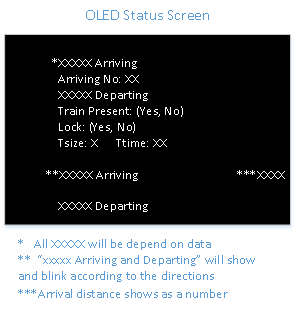 OLED Status Screen
*XXXXX Arriving
Arriving No: XX
XXXXX Departing
Train Present: (Yes, No)
Lock: (Yes, No)
Tsize: X Ttime: XX
**XXXXX Arriving ***XXXX
XXXXX Departing
* All XXXXX will be depend on data
** “xxxxx Arriving and Departing” will show
and blink according to the directions
***Arrival distance shows as a number